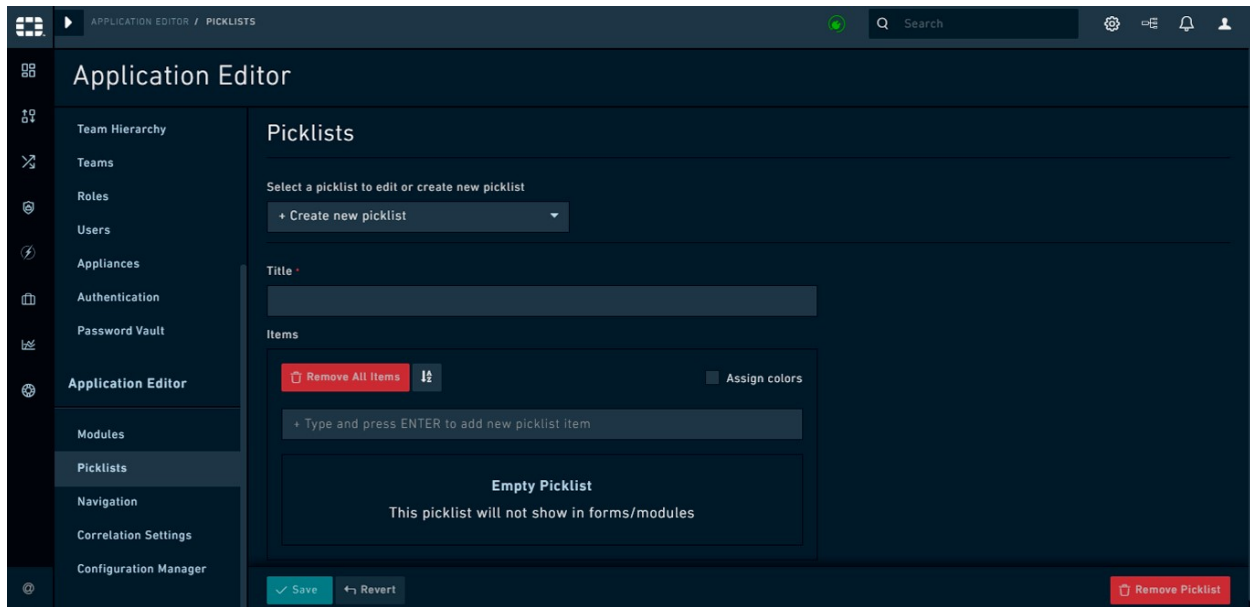 APPLICATION EDITOR / PICKLISTS
Search
Application Editor
Team Hierarchy
Teams
Roles
Users
Appliances
Authentication
Password Vault
Application Editor
Modules
Picklists
Navigation
Correlation Settings
Configuration Manager
@
Picklists
Select a picklist to edit or create new picklist
+ Create new picklist
Title *
Items
Remove All Items
Assign colors
+ Type and press ENTER to add new picklist item
Empty Picklist
This picklist will not show in forms/modules
Save
Revert
Remove Picklist